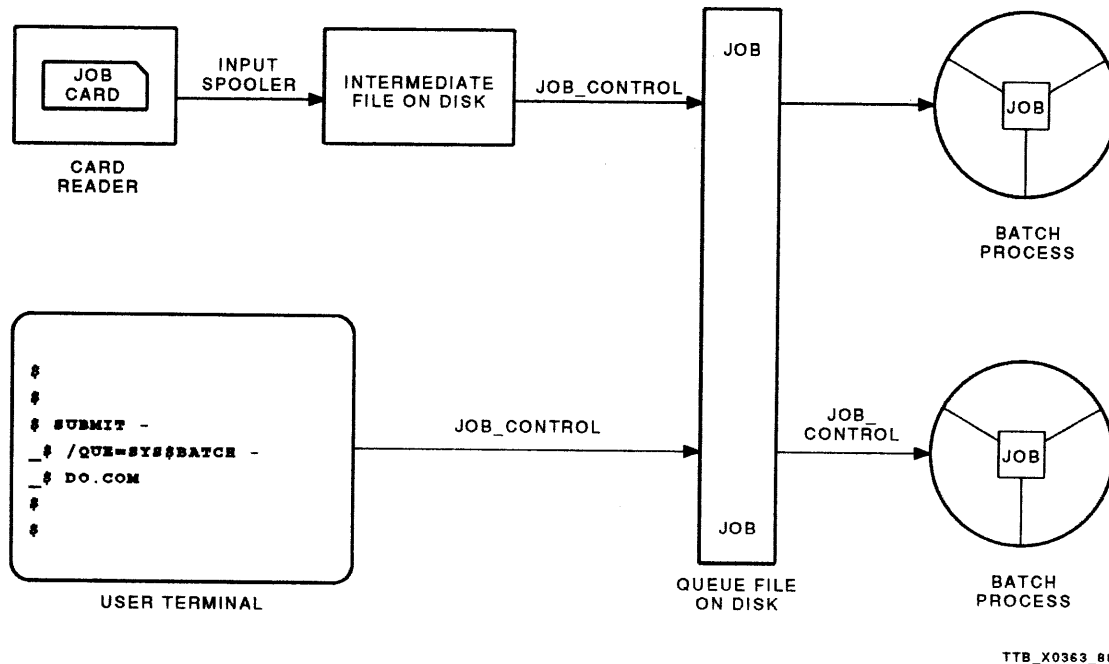 JOB
CARD
CARD
READER
INPUT
SPOOLER
INTERMEDIATE
FILE ON DISK
JOB_CONTROL
JOB
JOB
BATCH
PROCESS
$
$
$ SUBMIT -
_$ /QUE=SYS$BATCH -
_$ DO.COM
$
$
USER TERMINAL
JOB_CONTROL
JOB
QUEUE FILE
ON DISK
JOB_
CONTROL
JOB
BATCH
PROCESS